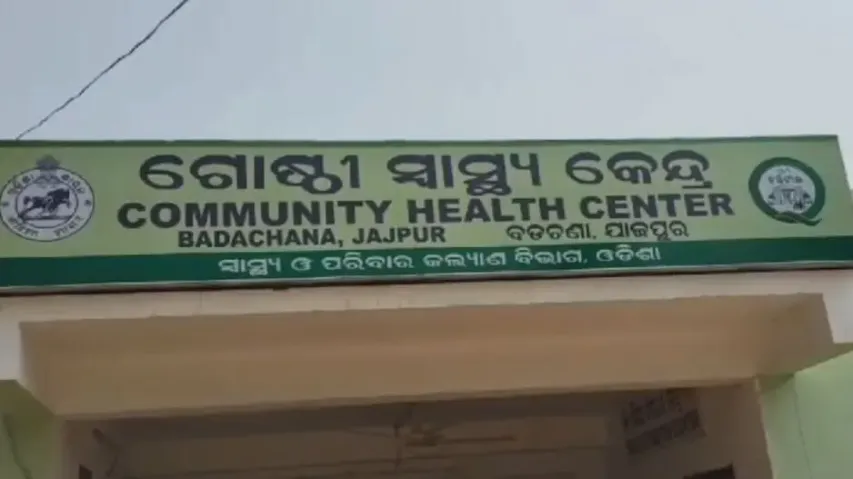 ଗୋଷ୍ଠୀ ସ୍ୱାସ୍ଥ୍ୟ କେନ୍ଦ୍ର
COMMUNITY HEALTH CENTER
BADACHANA, JAJPUR ବଡଚଣା, ଯାଜପୁର
ସ୍ୱାସ୍ଥ୍ୟ ଓ ପରିବାର କଲ୍ୟାଣ ବିଭାଗ, ଓଡିଶା